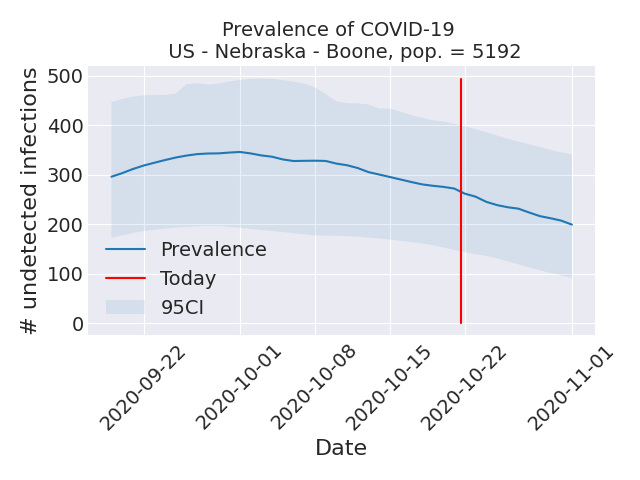 Prevalence of COVID-19
US - Nebraska - Boone, pop. = 5192
# undetected infections
500
400
300
200
100
0
Prevalence
Today
95CI
2020-09-22
2020-10-01
2020-10-08
2020-10-15
2020-10-22
2020-11-01
Date